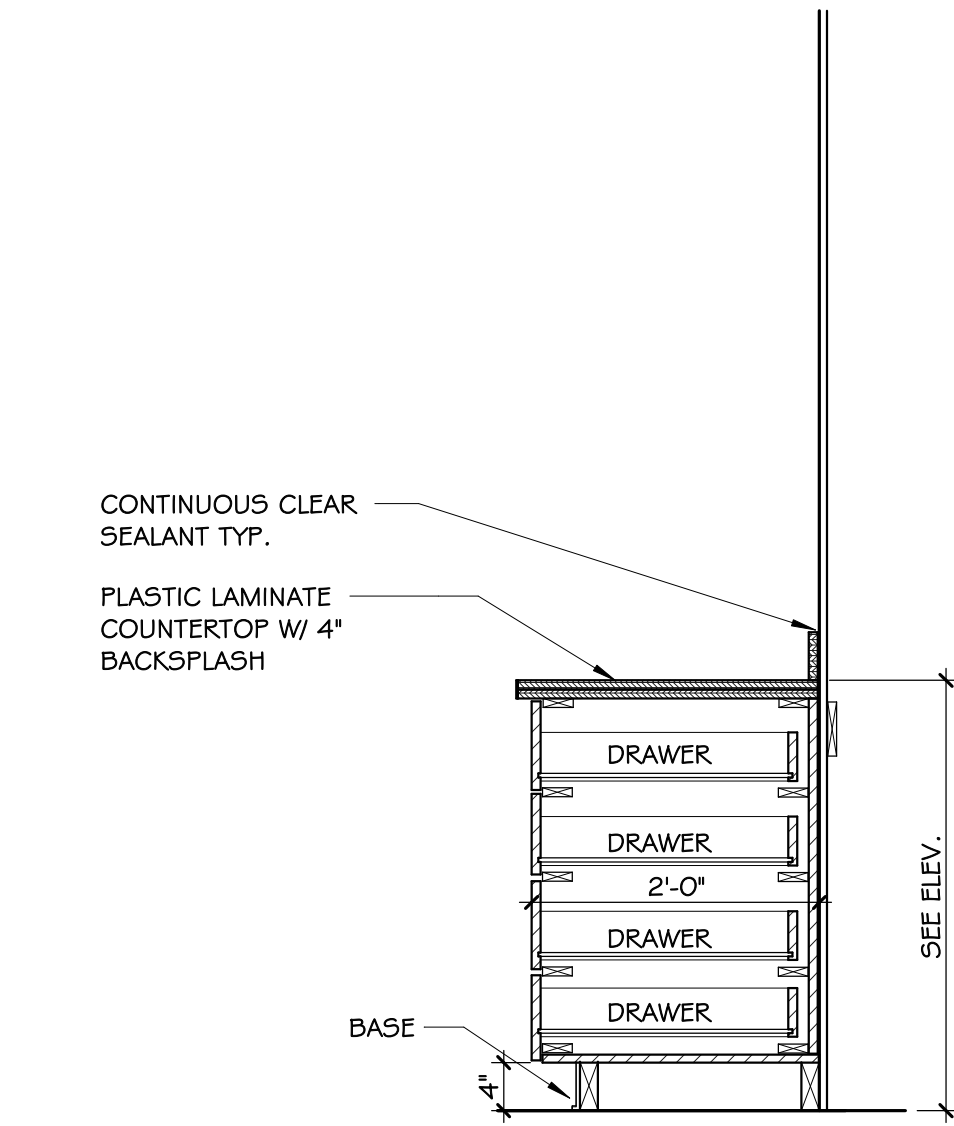 CONTINUOUS CLEAR
SEALANT TYP.
PLASTIC LAMINATE
COUNTERTOP W/ 4"
BACKSPLASH
DRAWER
DRAWER
2'-0"
SEE ELEV.
DRAWER
DRAWER
BASE
4"